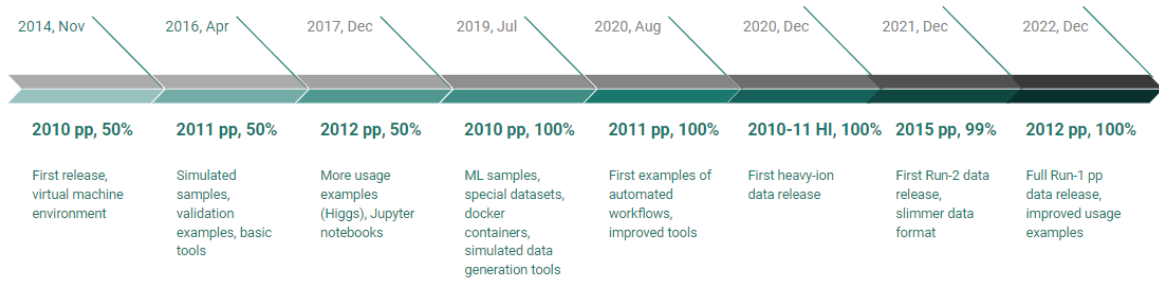 2014, Nov
2016, Apr
2017, Dec
2019, Jul
2020, Aug
2020, Dec
2021, Dec
2022, Dec
2010 pp, 50%
First release,
virtual machine
environment
2011 pp, 50%
Simulated
samples,
validation
examples, basic
tools
2012 pp, 50%
More usage
examples
(Higgs), Jupyter
notebooks
2010 pp, 100%
ML samples,
special datasets,
docker
containers,
simulated data
generation tools
2011 pp, 100%
First examples of
automated
workflows,
improved tools
2010-11 HI, 100%
First heavy-ion
data release
2015 pp, 99%
First Run-2 data
release,
slimmer data
format
2012 pp, 100%
Full Run-1 pp
data release,
improved usage
examples